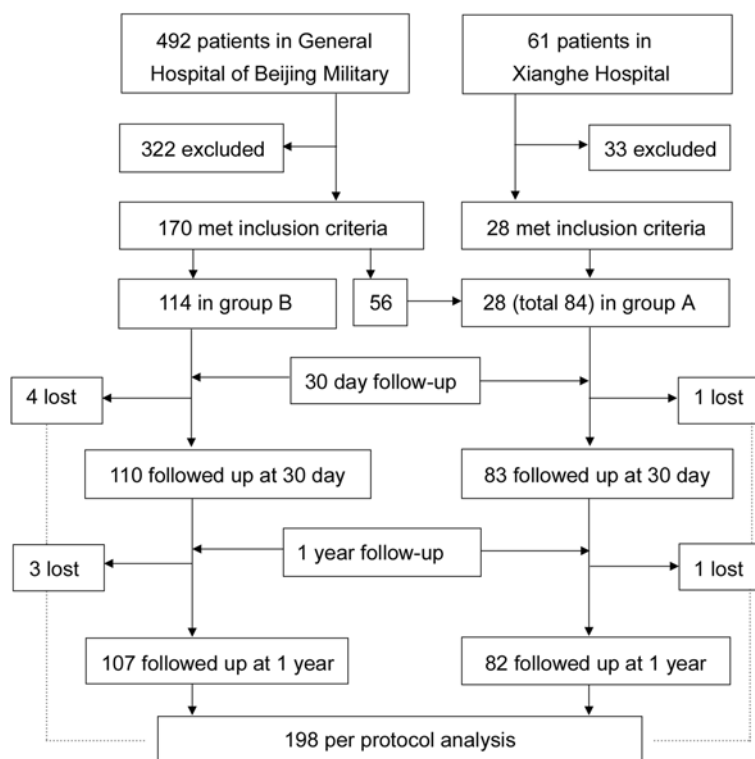 492 patients in General
Hospital of Beijing Military
61 patients in
Xianghe Hospital
322 excluded
33 excluded
170 met inclusion criteria
28 met inclusion criteria
114 in group B
56
28 (total 84) in group A
30 day follow-up
4 lost
1 lost
110 followed up at 30 day
83 followed up at 30 day
1 year follow-up
3 lost
1 lost
107 followed up at 1 year
82 followed up at 1 year
198 per protocol analysis